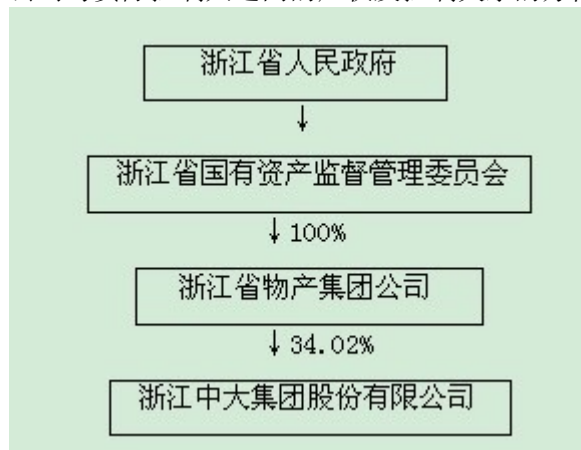 浙江省人民政府
↓
浙江省国有资产监督管理委员会
↓ 100%
浙江省物产集团公司
↓ 34.02%
浙江中大集团股份有限公司